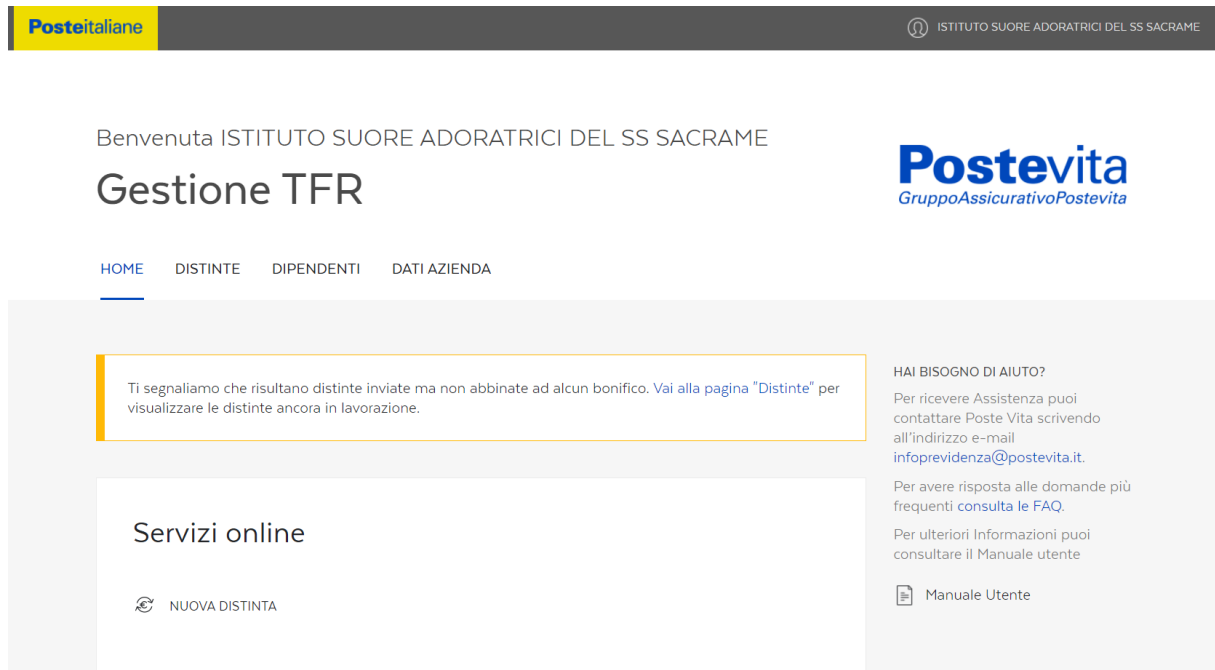 Posteitaliane
ISTITUTO SUORE ADORATRICI DEL SS SACRAME
Benvenuta ISTITUTO SUORE ADORATRICI DEL SS SACRAME
Gestione TFR
Postevita
GruppoAssicurativoPostevita
HOME DISTINTE DIPENDENTI DATI AZIENDA
Ti segnaliamo che risultano distinte inviate ma non abbinate ad alcun bonifico. Vai alla pagina "Distinte" per
visualizzare le distinte ancora in lavorazione.
Servizi online
NUOVA DISTINTA
HAI BISOGNO DI AIUTO?
Per ricevere Assistenza puoi
contattare Poste Vita scrivendo
all'indirizzo e-mail
infoprevidenza@postevita.it.
Per avere risposta alle domande più
frequenti consulta le FAQ.
Per ulteriori Informazioni puoi
consultare il Manuale utente
Manuale Utente